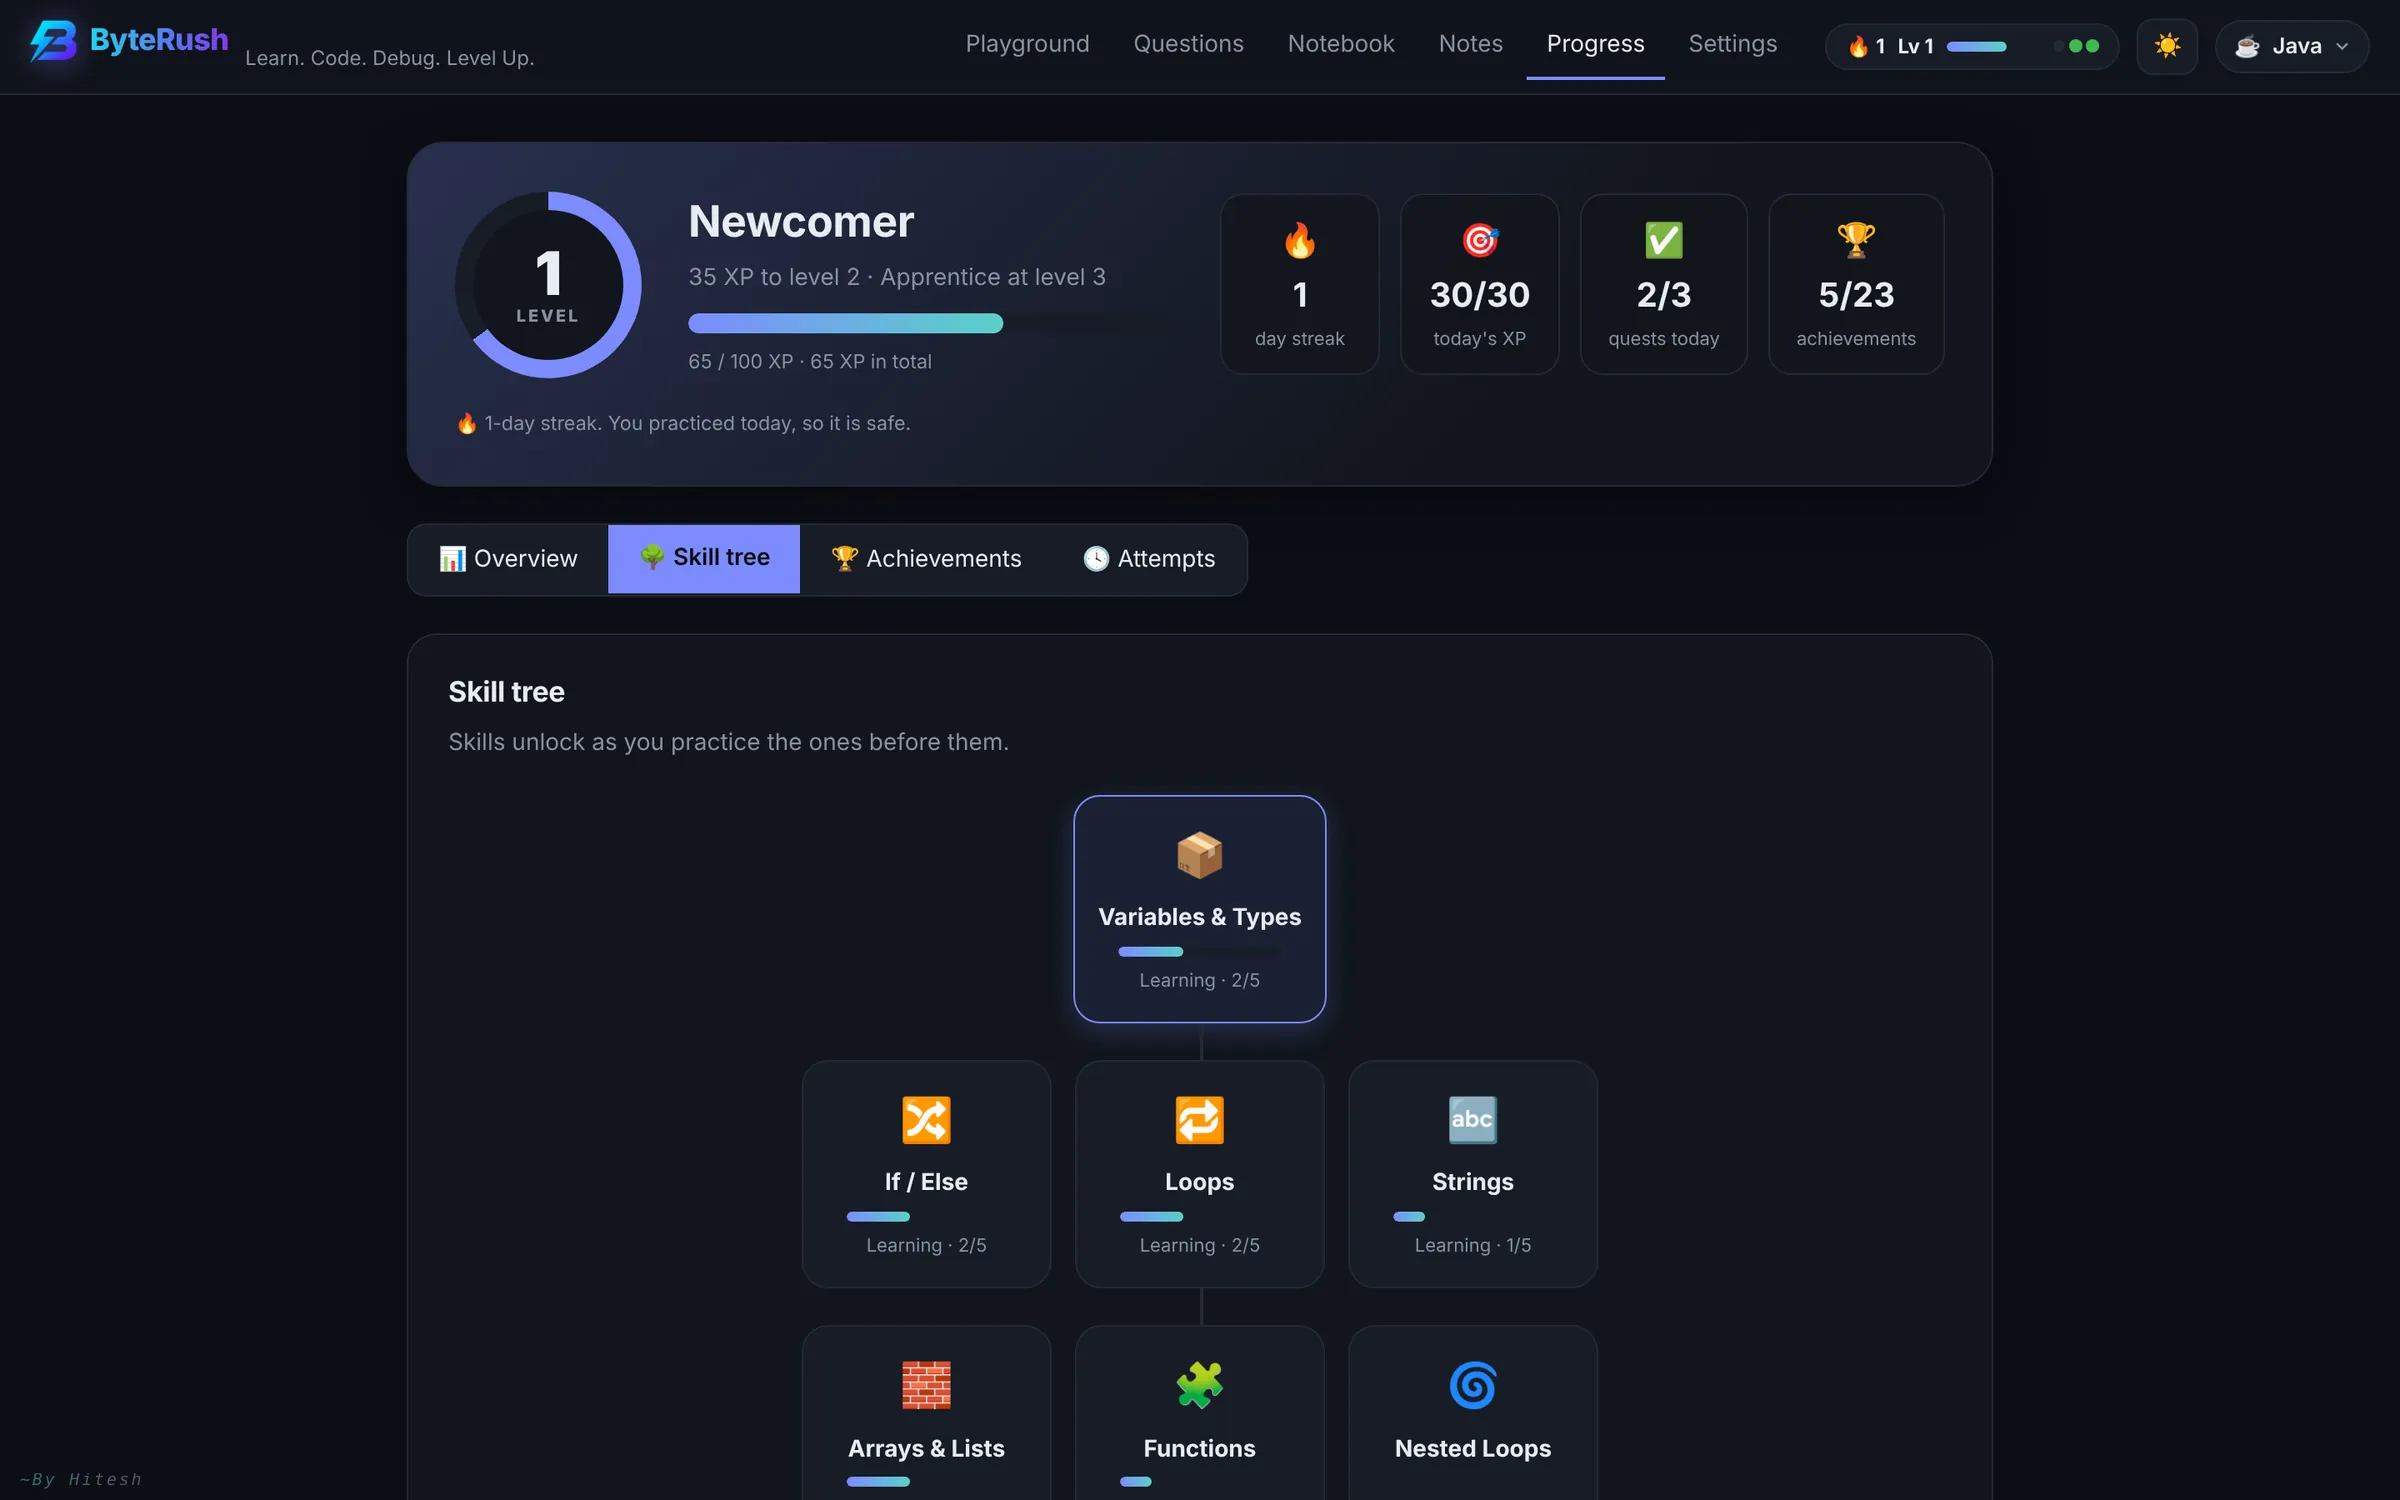 ByteRush
Learn. Code. Debug. Level Up.
Playground
Questions
Notebook
Notes
Progress
Settings
1 Lv 1
Java
1
LEVEL
Newcomer
35 XP to level 2 · Apprentice at level 3
65 / 100 XP · 65 XP in total
1-day streak. You practiced today, so it is safe.
1
day streak
30/30
today's XP
2/3
quests today
5/23
achievements
Overview
Skill tree
Achievements
Attempts
Skill tree
Skills unlock as you practice the ones before them.
Variables & Types
Learning · 2/5
If / Else
Learning · 2/5
Loops
Learning · 2/5
abc
Strings
Learning · 1/5
Arrays & Lists
Functions
Nested Loops
~By Hitesh